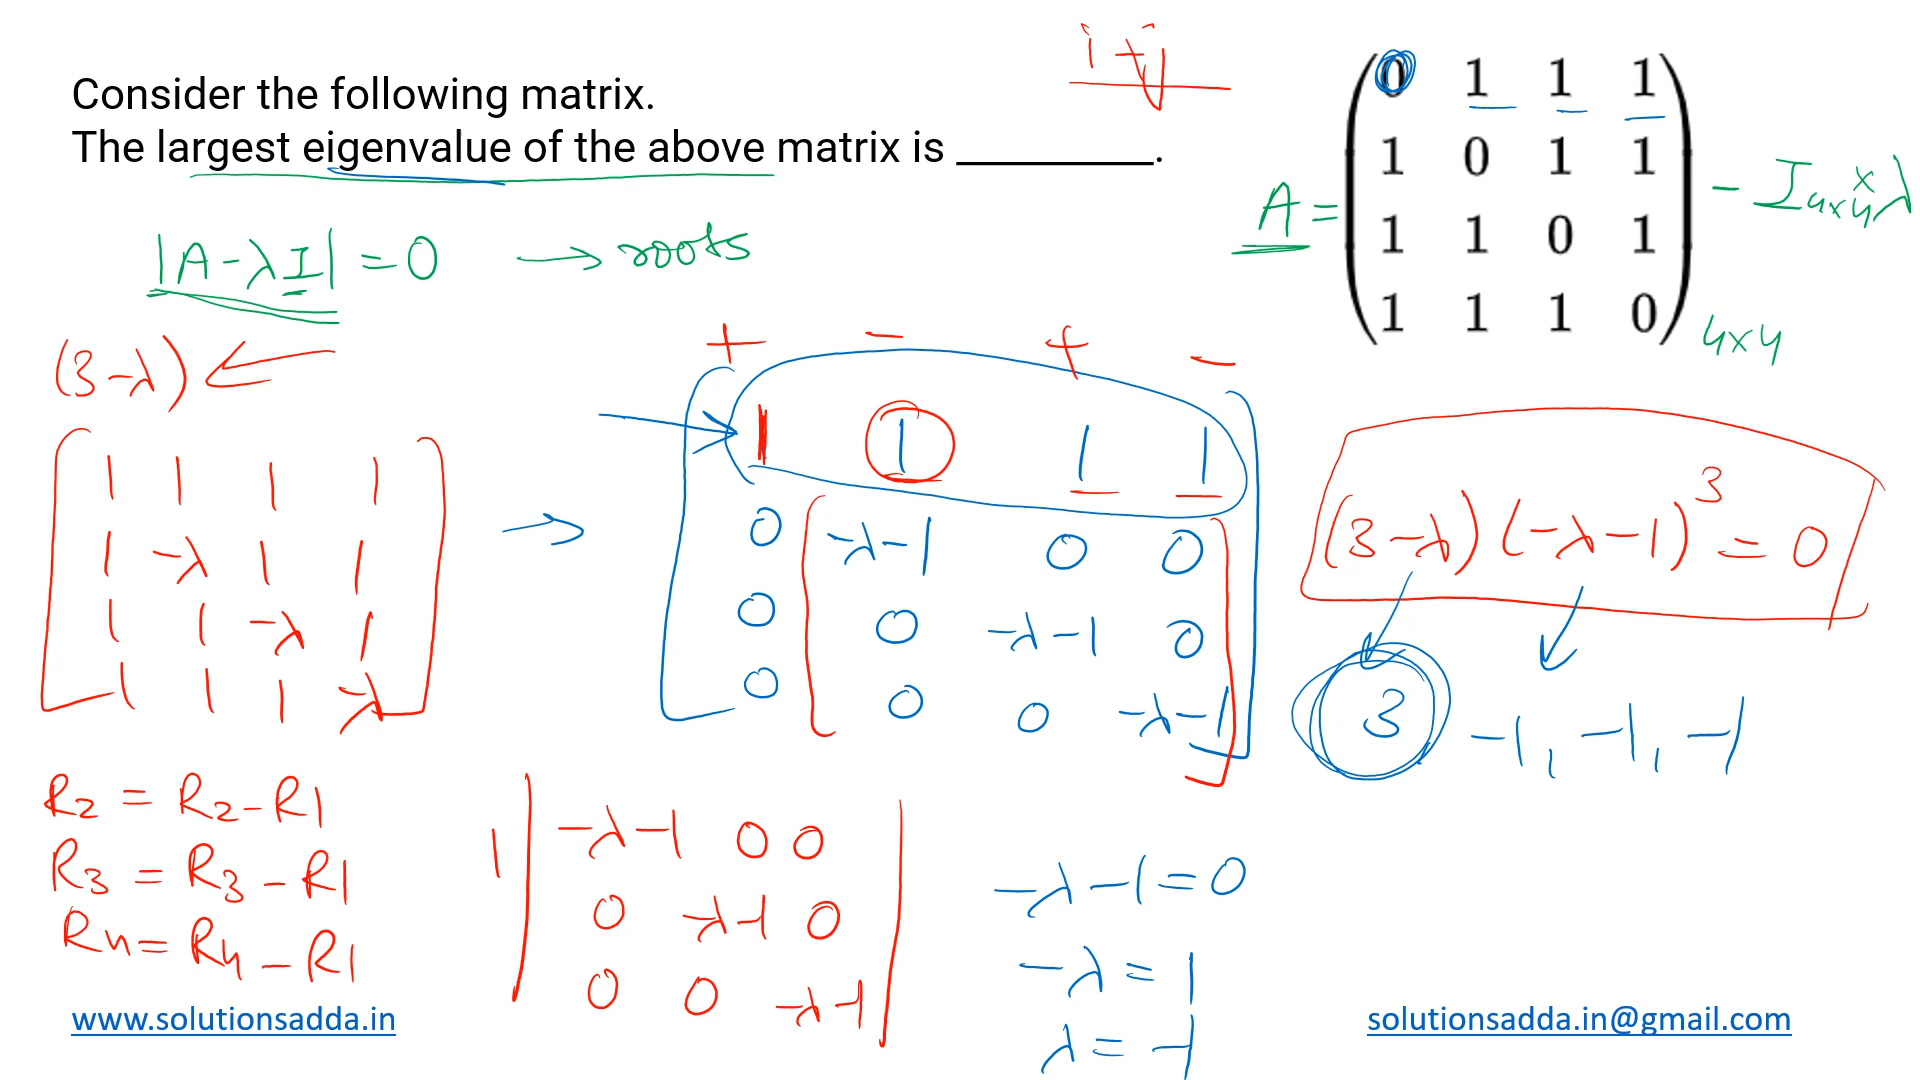 Consider the following matrix.
The largest eigenvalue of the above matrix is __________.
i+j
A = 
0 1 1 1
1 0 1 1
1 1 0 1
1 1 1 0
4x4
- I4x4 x λ
|A-λI| = 0 → roots
(3-λ) ←
1 1 1 1
1 -λ 1 1
1 1 -λ 1
1 1 1 -λ
→
+ - + -
1 1 1 1
0 -λ-1 0 0
0 0 -λ-1 0
0 0 0 -λ-1
(3-λ)(-λ-1)³ = 0
3 -1, -1, -1
R2 = R2-R1
R3 = R3-R1
R4 = R4-R1
1
-λ-1 0 0
0 -λ-1 0
0 0 -λ-1
-λ-1=0
-λ = 1
λ = -1
www.solutionsadda.in
solutionsadda.in@gmail.com